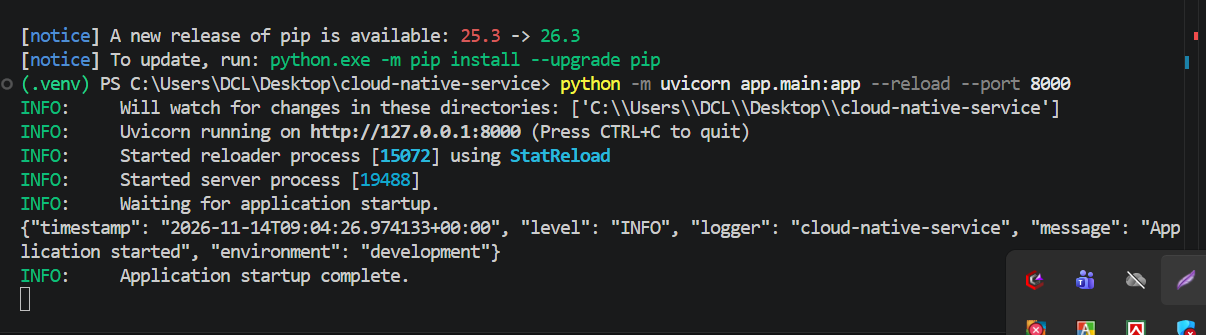 [notice] A new release of pip is available: 25.3 -> 26.3
[notice] To update, run: python.exe -m pip install --upgrade pip
(.venv) PS C:\Users\DCL\Desktop\cloud-native-service> python -m uvicorn app.main:app --reload --port 8000
INFO:     Will watch for changes in these directories: ['C:\\Users\\DCL\\Desktop\\cloud-native-service']
INFO:     Uvicorn running on http://127.0.0.1:8000 (Press CTRL+C to quit)
INFO:     Started reloader process [15072] using StatReload
INFO:     Started server process [19488]
INFO:     Waiting for application startup.
{"timestamp": "2026-11-14T09:04:26.974133+00:00", "level": "INFO", "logger": "cloud-native-service", "message": "App
lication started", "environment": "development"}
INFO:     Application startup complete.